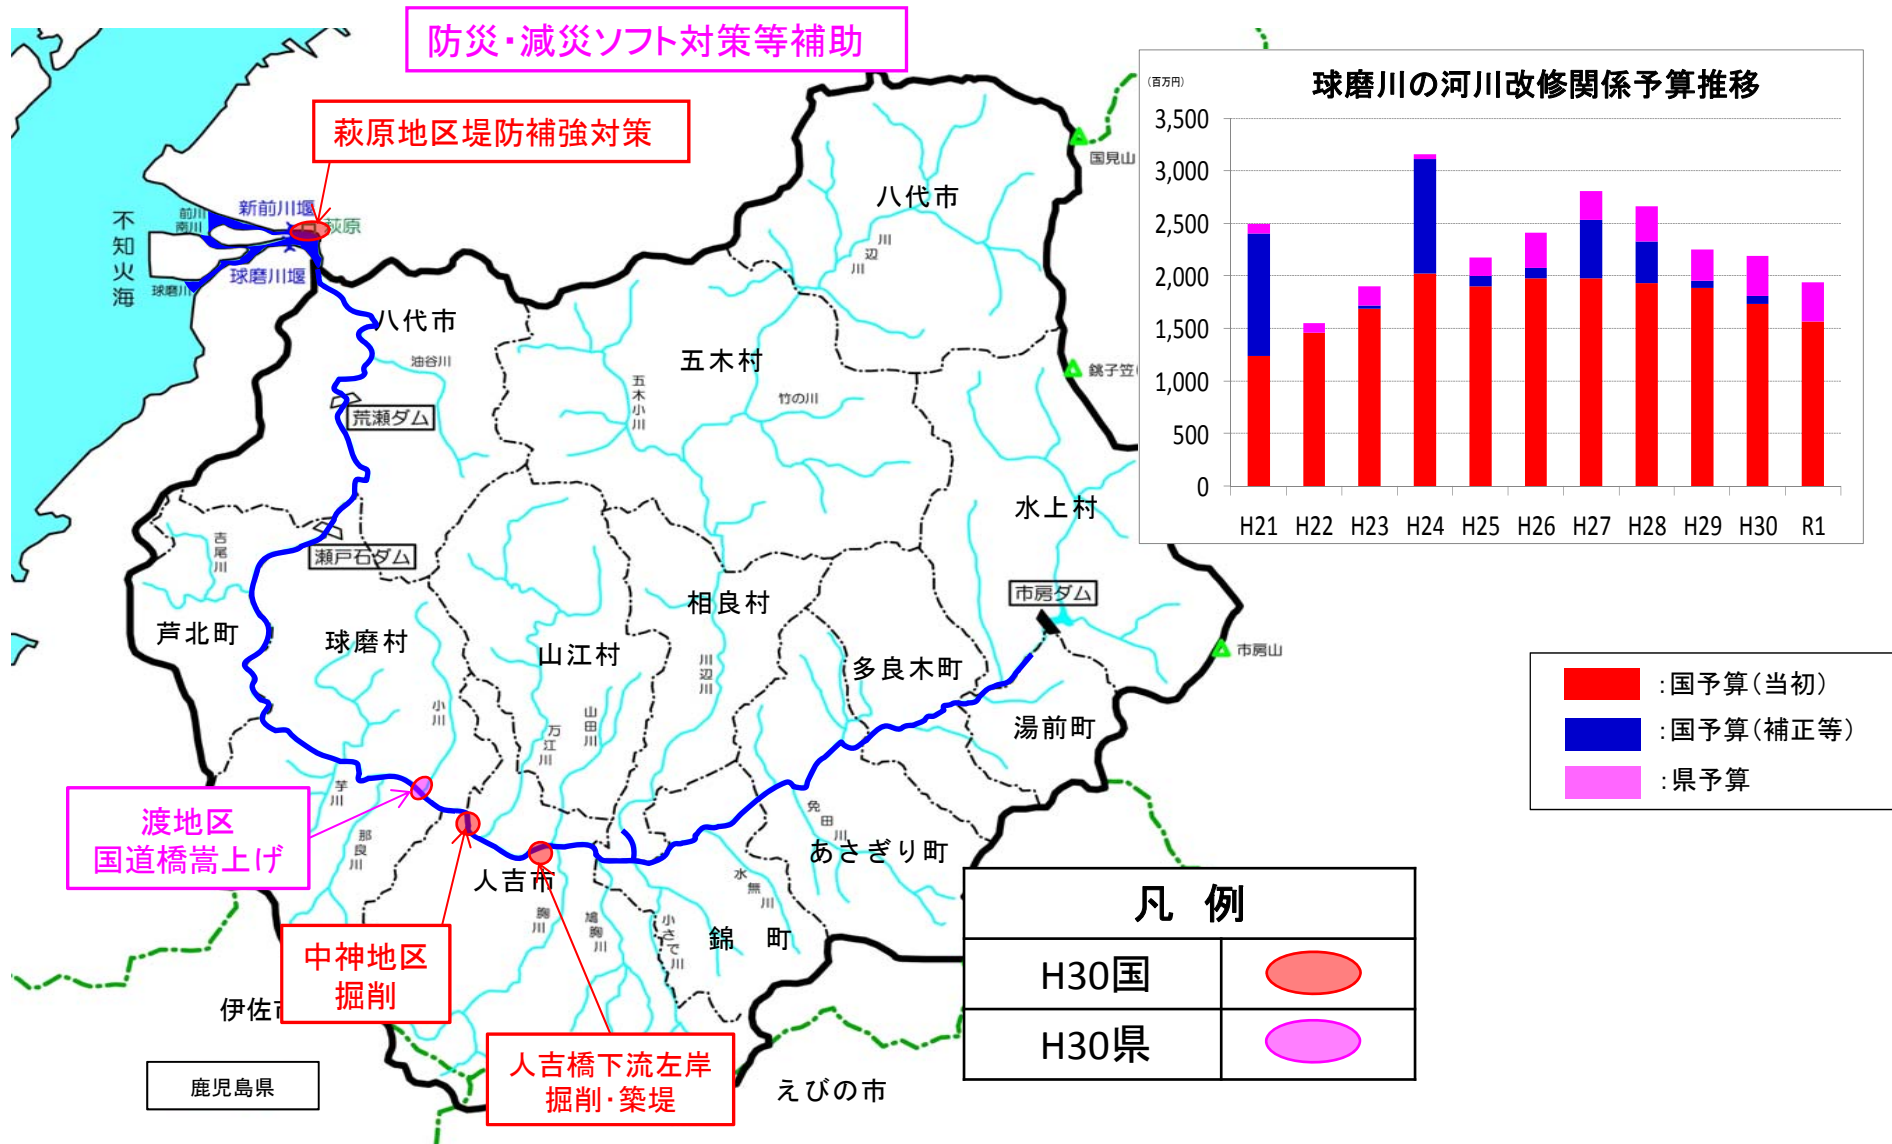 防災・減災ソフト対策等補助
萩原地区堤防補強対策
(百万円)
球磨川の河川改修関係予算推移
3,500
3,000
2,500
2,000
1,500
1,000
500
0
H21 H22 H23 H24 H25 H26 H27 H28 H29 H30 R1
:国予算(当初)
:国予算(補正等)
:県予算
不知火海
前川
南川
球磨川
新前川堰
萩原
球磨川堰
八代市
油谷川
荒瀬ダム
瀬戸石ダム
吉尾川
芦北町
球磨村
小川
芋川
那良川
山江村
万江川
山田川
五木村
五木小川
竹の川
八代市
川辺川
国見山
銚子笠
水上村
市房ダム
市房山
相良村
川辺川
多良木町
湯前町
あさぎり町
免田川
水無川
錦 町
小さで川
鳩胸川
胸川
人吉市
渡地区
国道橋嵩上げ
中神地区
掘削
人吉橋下流左岸
掘削・築堤
伊佐市
鹿児島県
えびの市
凡 例
H30国
H30県